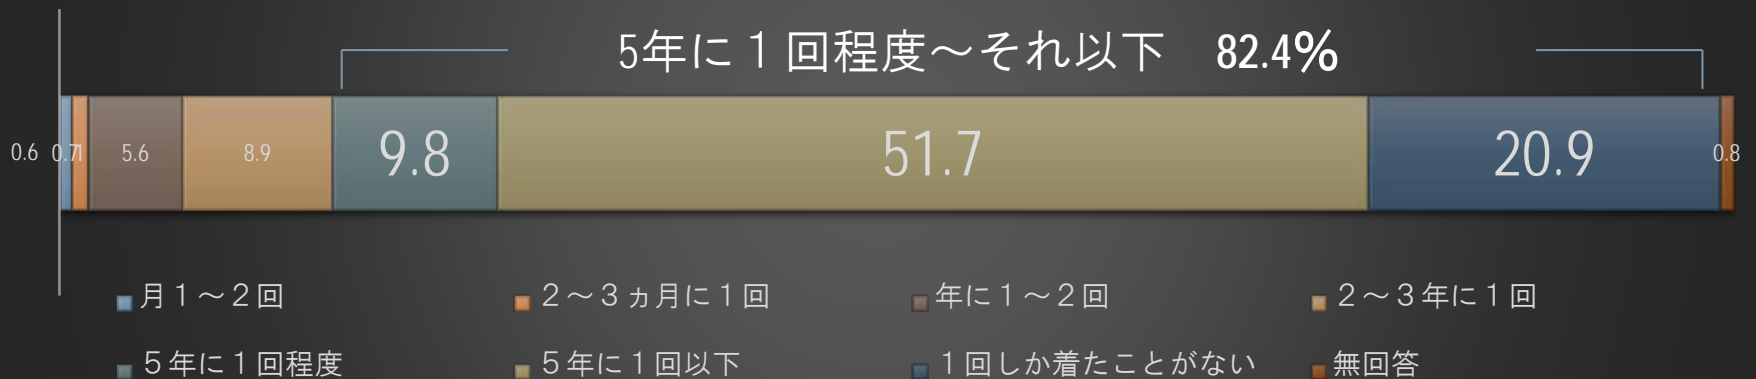 5年に１回程度～それ以下　82.4%
0.6 0.7 1 5.6 8.9 9.8 51.7 20.9 0.8
月１～２回 ２～３ヵ月に１回 年に１～２回 ２～３年に１回
５年に１回程度 ５年に１回以下 １回しか着たことがない 無回答